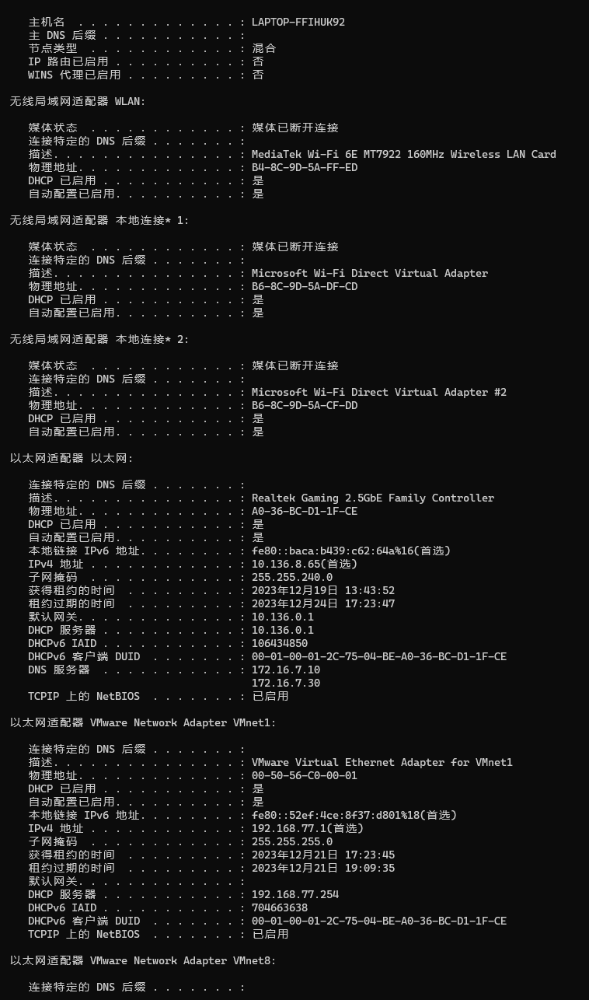 主机名  . . . . . . . . . . . . . : LAPTOP-FFIHUK92
主 DNS 后缀 . . . . . . . . . . . :
节点类型  . . . . . . . . . . . . : 混合
IP 路由已启用 . . . . . . . . . . : 否
WINS 代理已启用 . . . . . . . . . : 否
无线局域网适配器 WLAN:
媒体状态  . . . . . . . . . . . . : 媒体已断开连接
连接特定的 DNS 后缀 . . . . . . . :
描述. . . . . . . . . . . . . . . : MediaTek Wi-Fi 6E MT7922 160MHz Wireless LAN Card
物理地址. . . . . . . . . . . . . : B4-8C-9D-5A-FF-ED
DHCP 已启用 . . . . . . . . . . . : 是
自动配置已启用. . . . . . . . . . : 是
无线局域网适配器 本地连接* 1:
媒体状态  . . . . . . . . . . . . : 媒体已断开连接
连接特定的 DNS 后缀 . . . . . . . :
描述. . . . . . . . . . . . . . . : Microsoft Wi-Fi Direct Virtual Adapter
物理地址. . . . . . . . . . . . . : B6-8C-9D-5A-DF-CD
DHCP 已启用 . . . . . . . . . . . : 是
自动配置已启用. . . . . . . . . . : 是
无线局域网适配器 本地连接* 2:
媒体状态  . . . . . . . . . . . . : 媒体已断开连接
连接特定的 DNS 后缀 . . . . . . . :
描述. . . . . . . . . . . . . . . : Microsoft Wi-Fi Direct Virtual Adapter #2
物理地址. . . . . . . . . . . . . : B6-8C-9D-5A-CF-DD
DHCP 已启用 . . . . . . . . . . . : 是
自动配置已启用. . . . . . . . . . : 是
以太网适配器 以太网:
连接特定的 DNS 后缀 . . . . . . . :
描述. . . . . . . . . . . . . . . : Realtek Gaming 2.5GbE Family Controller
物理地址. . . . . . . . . . . . . : A0-36-BC-D1-1F-CE
DHCP 已启用 . . . . . . . . . . . : 是
自动配置已启用. . . . . . . . . . : 是
本地链接 IPv6 地址. . . . . . . . : fe80::baca:b439:c62:64a%16(首选)
IPv4 地址 . . . . . . . . . . . . : 10.136.8.65(首选)
子网掩码  . . . . . . . . . . . . : 255.255.240.0
获得租约的时间  . . . . . . . . . : 2023年12月19日 13:43:52
租约过期的时间  . . . . . . . . . : 2023年12月24日 17:23:47
默认网关. . . . . . . . . . . . . : 10.136.0.1
DHCP 服务器 . . . . . . . . . . . : 10.136.0.1
DHCPv6 IAID . . . . . . . . . . . : 106434850
DHCPv6 客户端 DUID  . . . . . . . : 00-01-00-01-2C-75-04-BE-A0-36-BC-D1-1F-CE
DNS 服务器  . . . . . . . . . . . : 172.16.7.10
172.16.7.30
TCPIP 上的 NetBIOS  . . . . . . . : 已启用
以太网适配器 VMware Network Adapter VMnet1:
连接特定的 DNS 后缀 . . . . . . . :
描述. . . . . . . . . . . . . . . : VMware Virtual Ethernet Adapter for VMnet1
物理地址. . . . . . . . . . . . . : 00-50-56-C0-00-01
DHCP 已启用 . . . . . . . . . . . : 是
自动配置已启用. . . . . . . . . . : 是
本地链接 IPv6 地址. . . . . . . . : fe80::52ef:4ce:8f37:d801%18(首选)
IPv4 地址 . . . . . . . . . . . . : 192.168.77.1(首选)
子网掩码  . . . . . . . . . . . . : 255.255.255.0
获得租约的时间  . . . . . . . . . : 2023年12月21日 17:23:45
租约过期的时间  . . . . . . . . . : 2023年12月21日 19:09:35
默认网关. . . . . . . . . . . . . :
DHCP 服务器 . . . . . . . . . . . : 192.168.77.254
DHCPv6 IAID . . . . . . . . . . . : 704663638
DHCPv6 客户端 DUID  . . . . . . . : 00-01-00-01-2C-75-04-BE-A0-36-BC-D1-1F-CE
TCPIP 上的 NetBIOS  . . . . . . . : 已启用
以太网适配器 VMware Network Adapter VMnet8:
连接特定的 DNS 后缀 . . . . . . . :